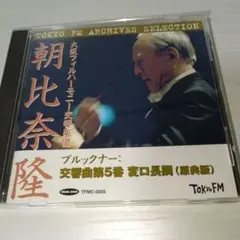 TOKYO FM ARCHIVES SELECTION
朝比奈隆
大阪フィルハーモニー交響楽団
ブルックナー:
交響曲第5番 変ロ長調(原典版)
TFMC-0005
TOKYO FM